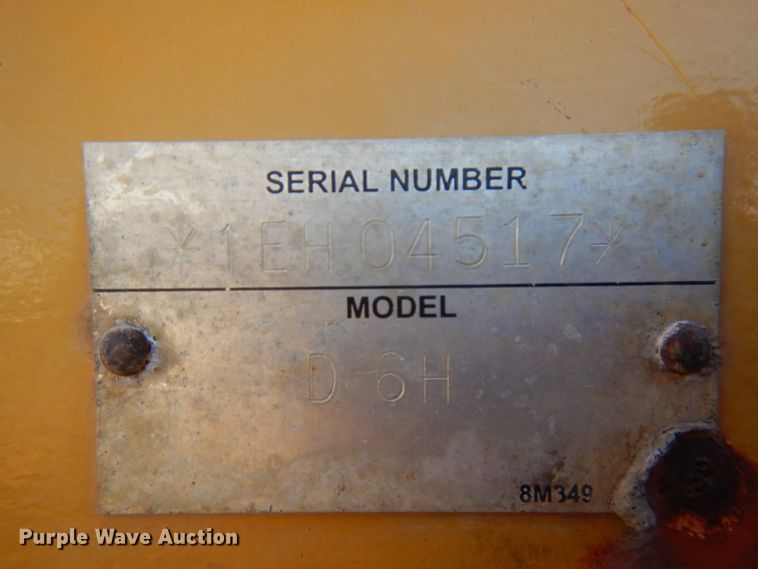 SERIAL NUMBER
*1EH04517*
MODEL
D6H
8M349
Purple Wave Auction